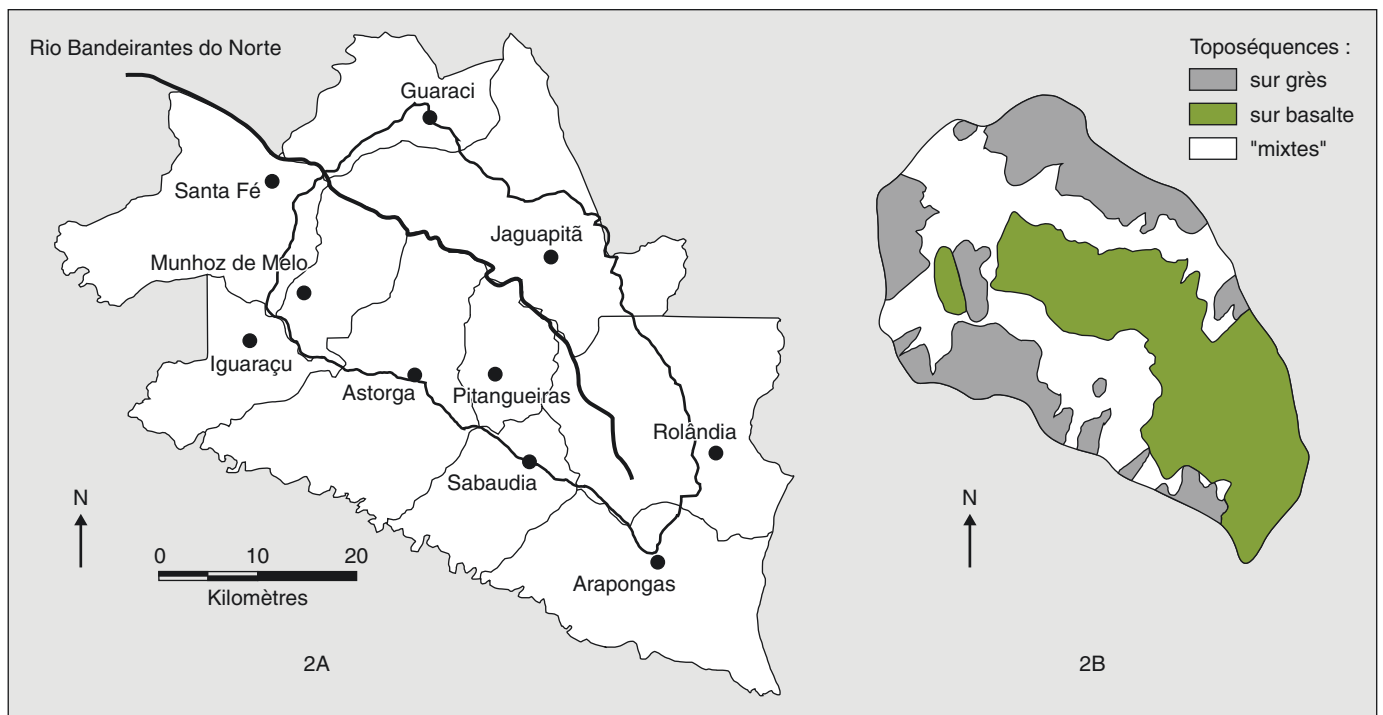 Rio Bandeirantes do Norte
Guaraci
Santa Fé
Jaguapitã
Munhoz de Melo
Iguaraçu
Astorga
Pitangueiras
Rolândia
Sabaudia
Arapongas
N
0 10 20
Kilomètres
2A
Toposéquences :
sur grès
sur basalte
"mixtes"
N
2B